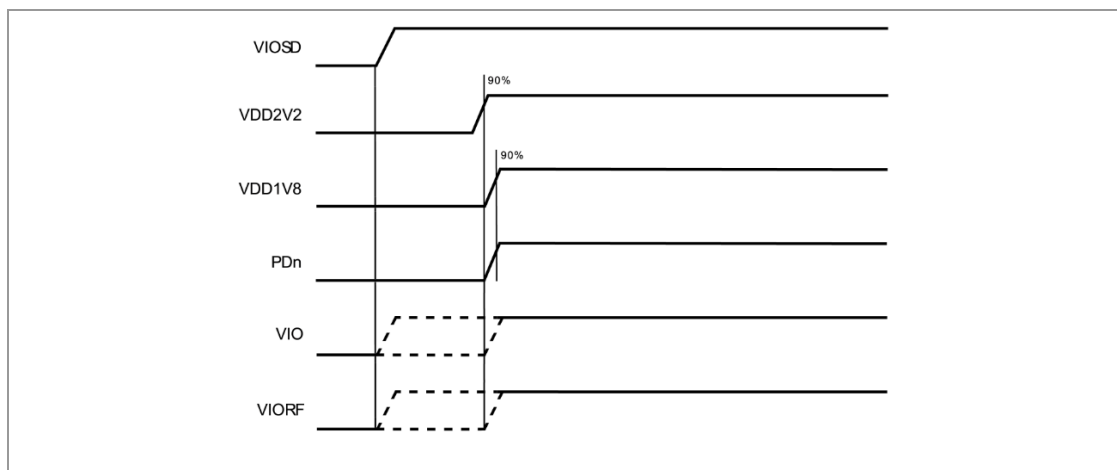 VIOSD
90%
VDD2V2
90%
VDD1V8
PDn
VIO
VIORF